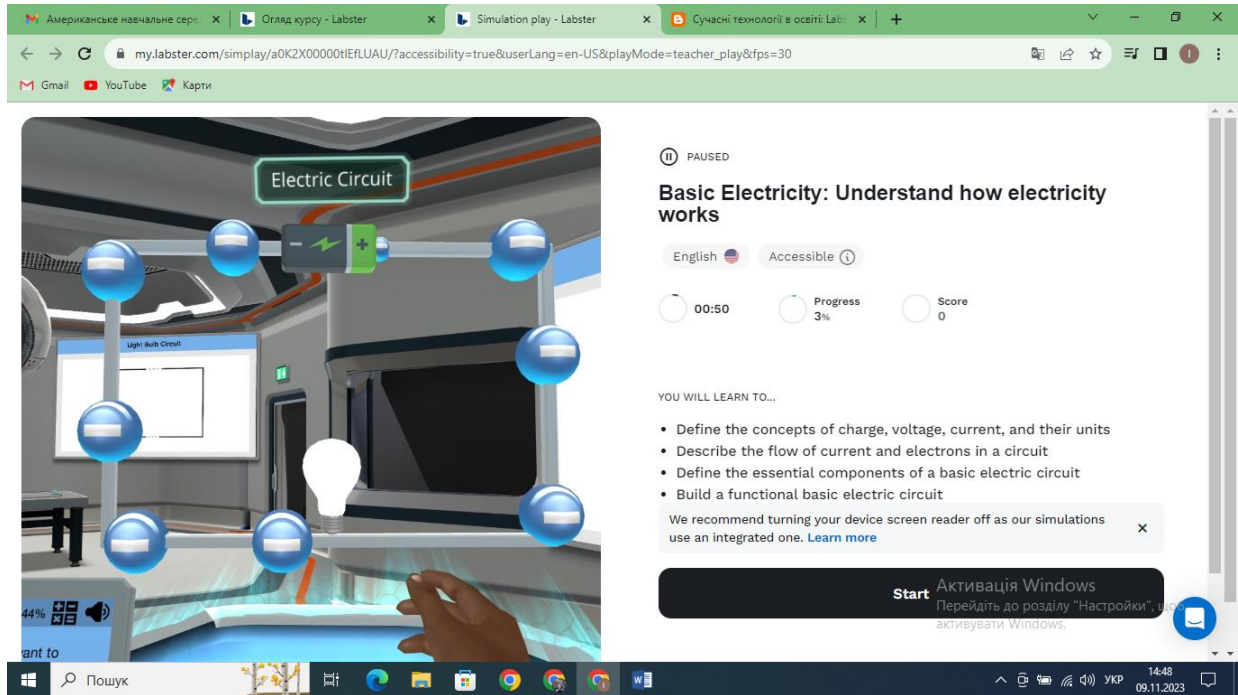 Американське навчальне сере
Огляд курсу - Labster
Simulation play - Labster
Сучасні технології в освіті: Lab
my.labster.com/simplay/a0K2X00000tIEfLUAU/?accessibility=true&userLang=en-US&playMode=teacher_play&fps=30
Gmail
YouTube
Карти
Electric Circuit
Light Bulb Circuit
44%
want to
PAUSED
Basic Electricity: Understand how electricity
works
English
Accessible
00:50
Progress
3%
Score
0
YOU WILL LEARN TO...
• Define the concepts of charge, voltage, current, and their units
• Describe the flow of current and electrons in a circuit
• Define the essential components of a basic electric circuit
• Build a functional basic electric circuit
We recommend turning your device screen reader off as our simulations
use an integrated one. Learn more
Start
Активація Windows
Перейдіть до розділу "Настройки", щоб
активувати Windows.
Пошук
УКР
14:48
09.11.2023